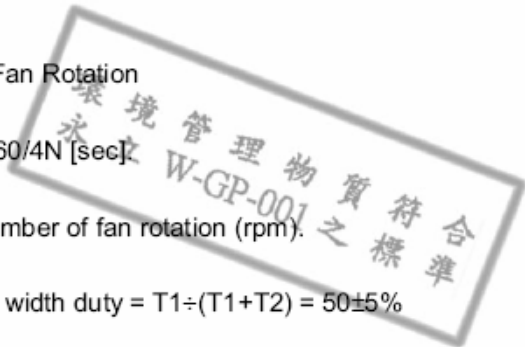 Fan Rotation
60/4N [sec].
mber of fan rotation (rpm).
width duty = T1÷(T1+T2) = 50±5%
環境管理物質符合
永立 W-GP-001 之標準